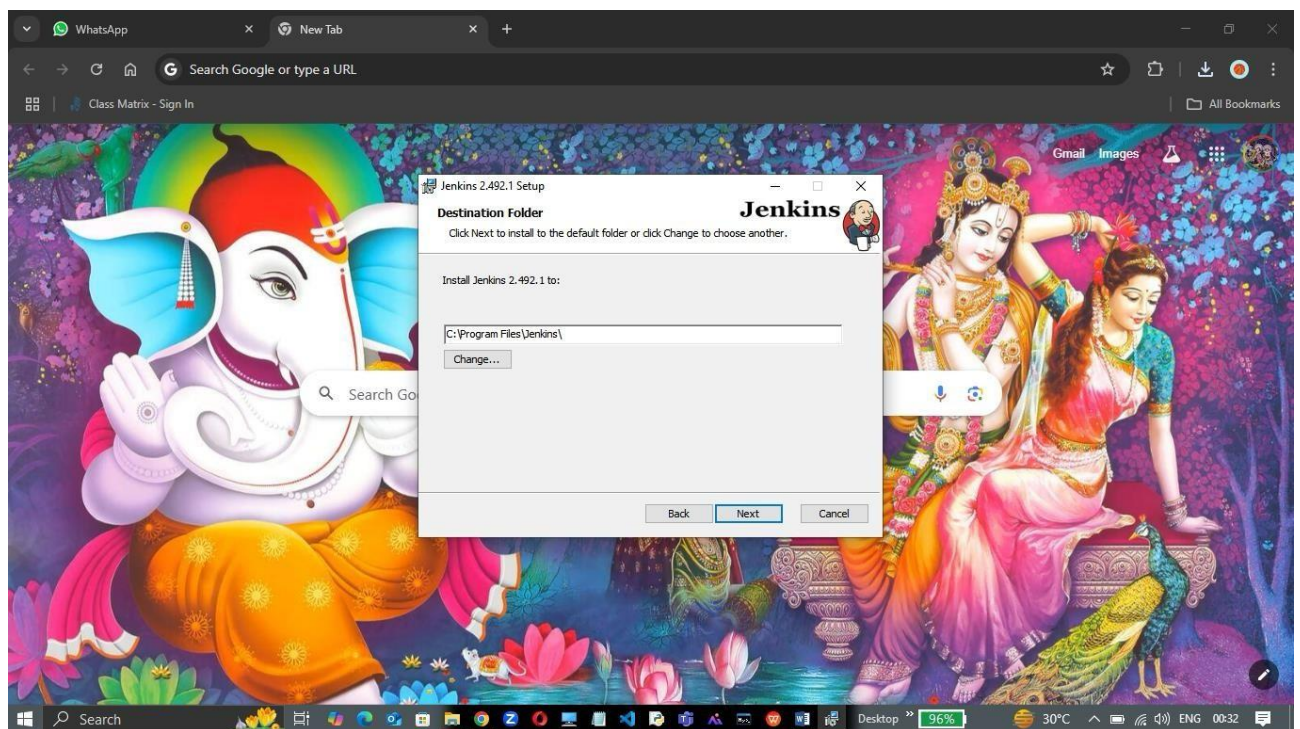 WhatsApp
New Tab
Search Google or type a URL
Class Matrix - Sign In
All Bookmarks
Gmail Images
Jenkins 2.492.1 Setup
Destination Folder
Jenkins
Click Next to install to the default folder or click Change to choose another.
Install Jenkins 2.492.1 to:
C:\Program Files\Jenkins\
Change...
Search Go
Back Next Cancel
Search
Desktop
96%
30°C
ENG 00:32